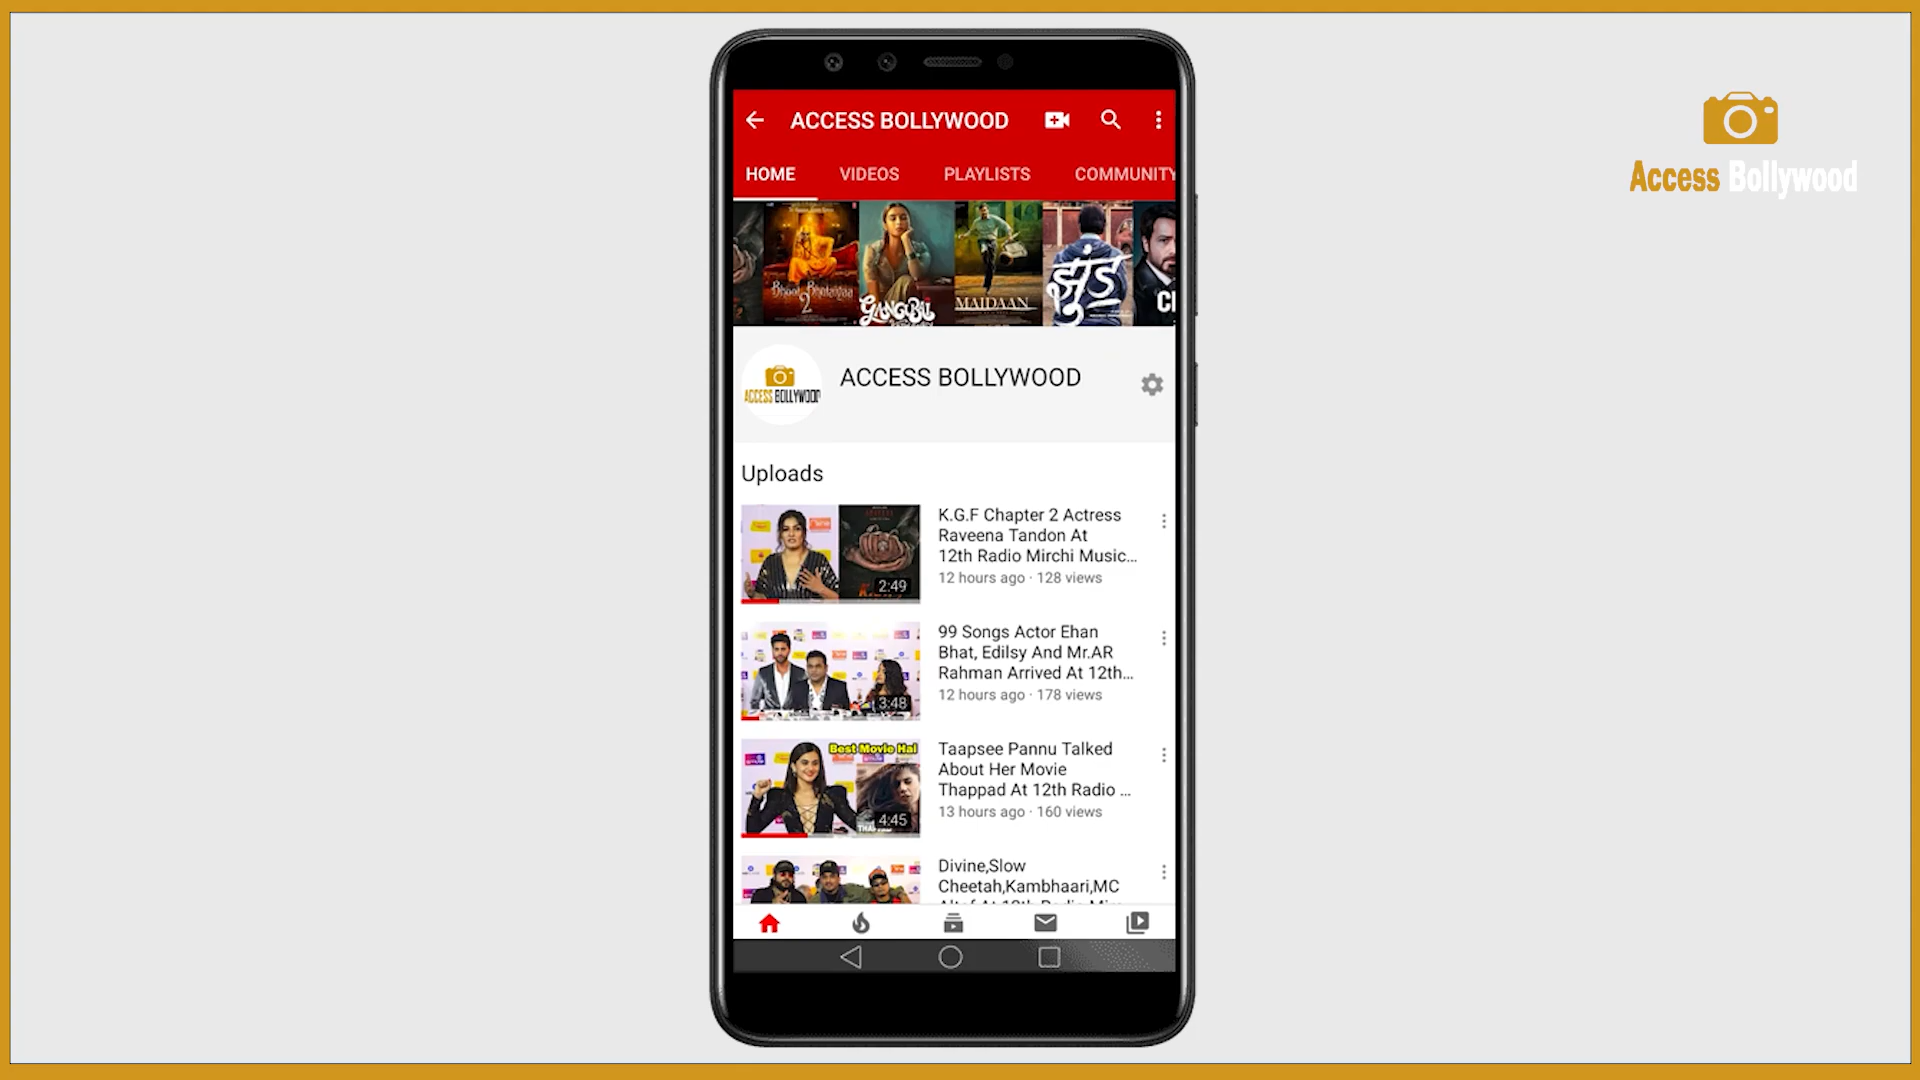 ACCESS BOLLYWOOD
HOME VIDEOS PLAYLISTS COMMUNITY
Access Bollywood
Bhool Bhulaiyaa
2
GANGUBAI
MAIDAAN
झुंड
ACCESS BOLLYWOOD
ACCESS BOLLYWOOD
Uploads
K.G.F Chapter 2 Actress
Raveena Tandon At
12th Radio Mirchi Music...
12 hours ago · 128 views
2:49
99 Songs Actor Ehan
Bhat, Edilsy And Mr.AR
Rahman Arrived At 12th...
12 hours ago · 178 views
3:48
Best Movie Hai
Taapsee Pannu Talked
About Her Movie
Thappad At 12th Radio ...
13 hours ago · 160 views
4:45
Divine,Slow
Cheetah,Kambhaari,MC